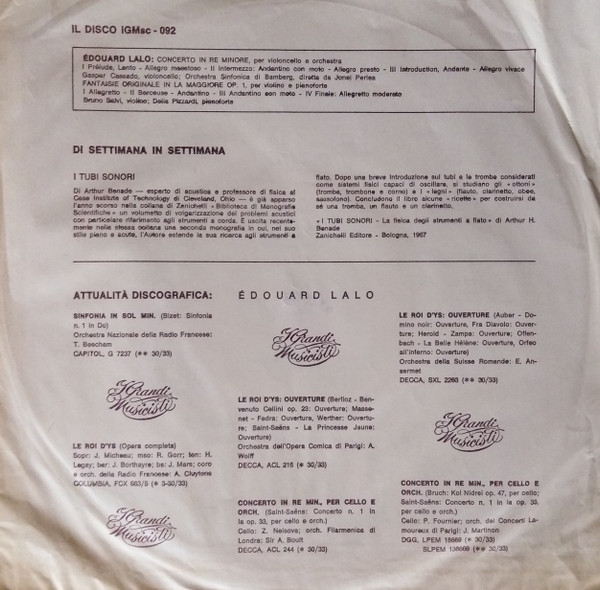 IL DISCO IGMsc - 092
ÉDOUARD LALO: CONCERTO IN RE MINORE, per violoncello e orchestra
I Prélude, Lento - Allegro maestoso - II Intermezzo: Andantino con moto - Allegro presto - III Introduction, Andante - Allegro vivace
Gaspar Cassado, violoncello; Orchestra Sinfonica di Bamberg, diretta da Jonel Perlea
FANTAISIE ORIGINALE IN LA MAGGIORE OP. 1, per violino e pianoforte
I Allegretto - II Berceuse - Andantino - III Andantino con moto - IV Finale: Allegretto moderato
Bruno Salvi, violino; Delia Pizzardi, pianoforte
DI SETTIMANA IN SETTIMANA
I TUBI SONORI
Di Arthur Benade — esperto di acustica e professore di fisica al
Case Institute of Technology di Cleveland, Ohio — è già apparso
l'anno scorso nella collana di Zanichelli «Biblioteca di Monografie
Scientifiche» un volumetto di volgarizzazione dei problemi acustici
con particolare riferimento agli strumenti a corda. È uscita recente-
mente nella stessa collana una seconda monografia in cui, nel suo
stile piano e acuto, l'Autore estende la sua ricerca agli strumenti a
fiato. Dopo una breve introduzione sui tubi e le trombe considerati
come sistemi fisici capaci di oscillare, si studiano gli «ottoni»
(tromba, trombone e corno) e i «legni» (flauto, clarinetto, oboe,
sassofono). Concludono il libro alcune «ricette» per costruirsi da
sé una tromba, un flauto e un clarinetto.
«I TUBI SONORI - La fisica degli strumenti a fiato» di Arthur H.
Benade
Zanichelli Editore - Bologna, 1967
ATTUALITÀ DISCOGRAFICA: ÉDOUARD LALO
SINFONIA IN SOL MIN. (Bizet: Sinfonia
n. 1 in Do)
Orchestra Nazionale della Radio Francese:
T. Beecham
CAPITOL, G 7237 (** 30/33)
I Grandi
Musicisti
LE ROI D'YS (Opera completa)
Sopr: J. Micheau; mso: R. Gorr; ten: H.
Legay; bar: J. Borthayre; bs: J. Mars; coro
e orch. della Radio Francese: A. Cluytens
COLUMBIA, FCX 683/5 (* 3-30/33)
I Grandi
Musicisti
I Grandi
Musicisti
LE ROI D'YS: OUVERTURE (Berlioz - Ben-
venuto Cellini op. 23: Ouverture; Masse-
net - Fedra: Ouverture, Werther: Ouvertu-
re; Saint-Saëns - La Princesse Jaune:
Ouverture)
Orchestra dell'Opera Comica di Parigi: A.
Wolff
DECCA, ACL 215 (* 30/33)
CONCERTO IN RE MIN., PER CELLO E
ORCH. (Saint-Saëns: Concerto n. 1 in la
op. 33, per cello e orch.)
Cello: Z. Nelsova; orch. Filarmonica di
Londra: Sir A. Boult
DECCA, ACL 244 (* 30/33)
LE ROI D'YS: OUVERTURE (Auber - Do-
mino noir: Ouverture, Fra Diavolo: Ouver-
ture; Herold - Zampa: Ouverture; Offen-
bach - La Belle Hélène: Ouverture, Orfeo
all'inferno: Ouverture)
Orchestra della Suisse Romande: E. An-
sermet
DECCA, SXL 2260 (** 30/33)
I Grandi
Musicisti
CONCERTO IN RE MIN., PER CELLO E
ORCH. (Bruch: Kol Nidrei op. 47, per cello;
Saint-Saëns: Concerto n. 1 in la op. 33,
per cello e orch.)
Cello: P. Fournier; orch. dei Concerti La-
moureux di Parigi: J. Martinon
DGG, LPEM 18669 (* 30/33)
SLPEM 138669 (** 30/33)